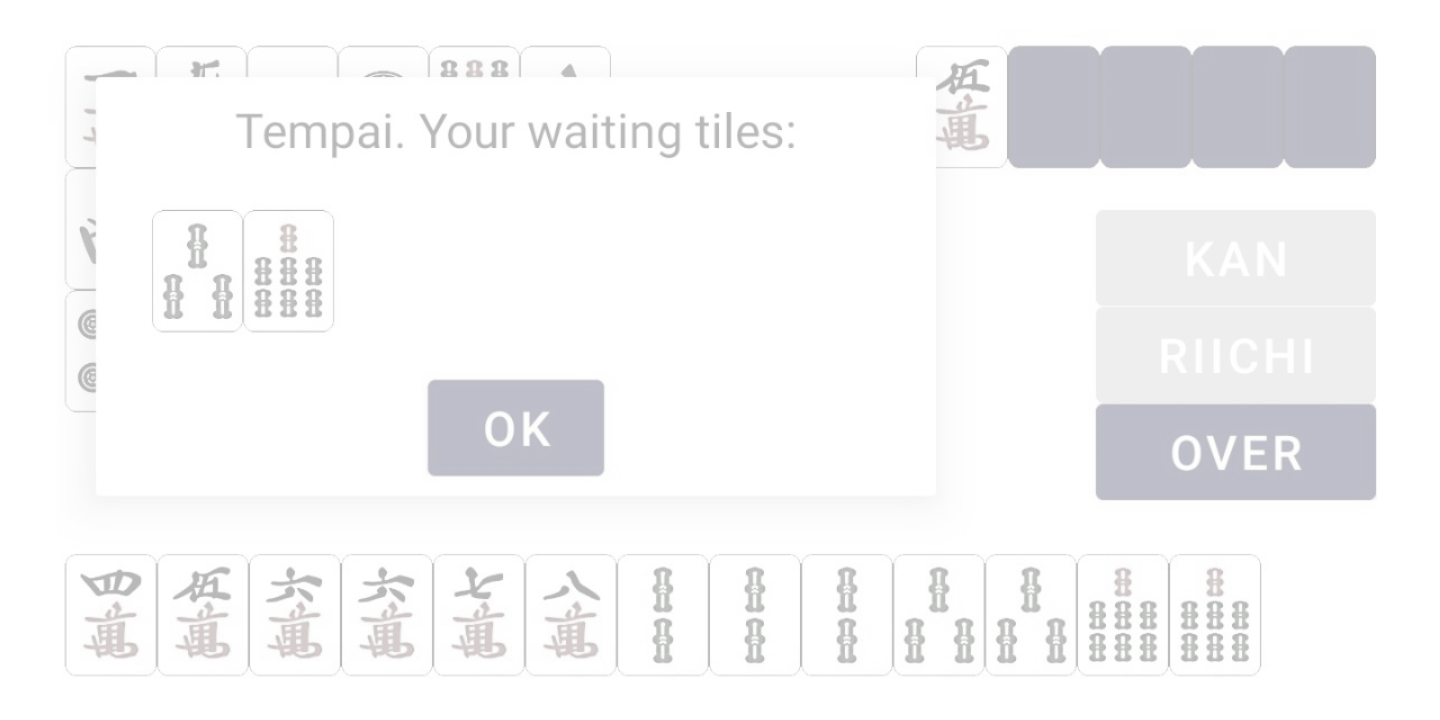 伍
萬
Tempai. Your waiting tiles:
KAN
RIICHI
OK
OVER
四 伍 六 六 七 八
萬 萬 萬 萬 萬 萬